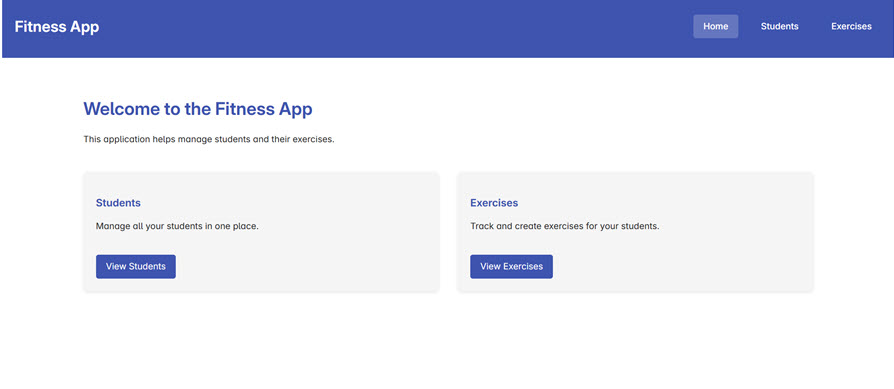 Fitness App
Home
Students
Exercises
Welcome to the Fitness App
This application helps manage students and their exercises.
Students
Manage all your students in one place.
View Students
Exercises
Track and create exercises for your students.
View Exercises